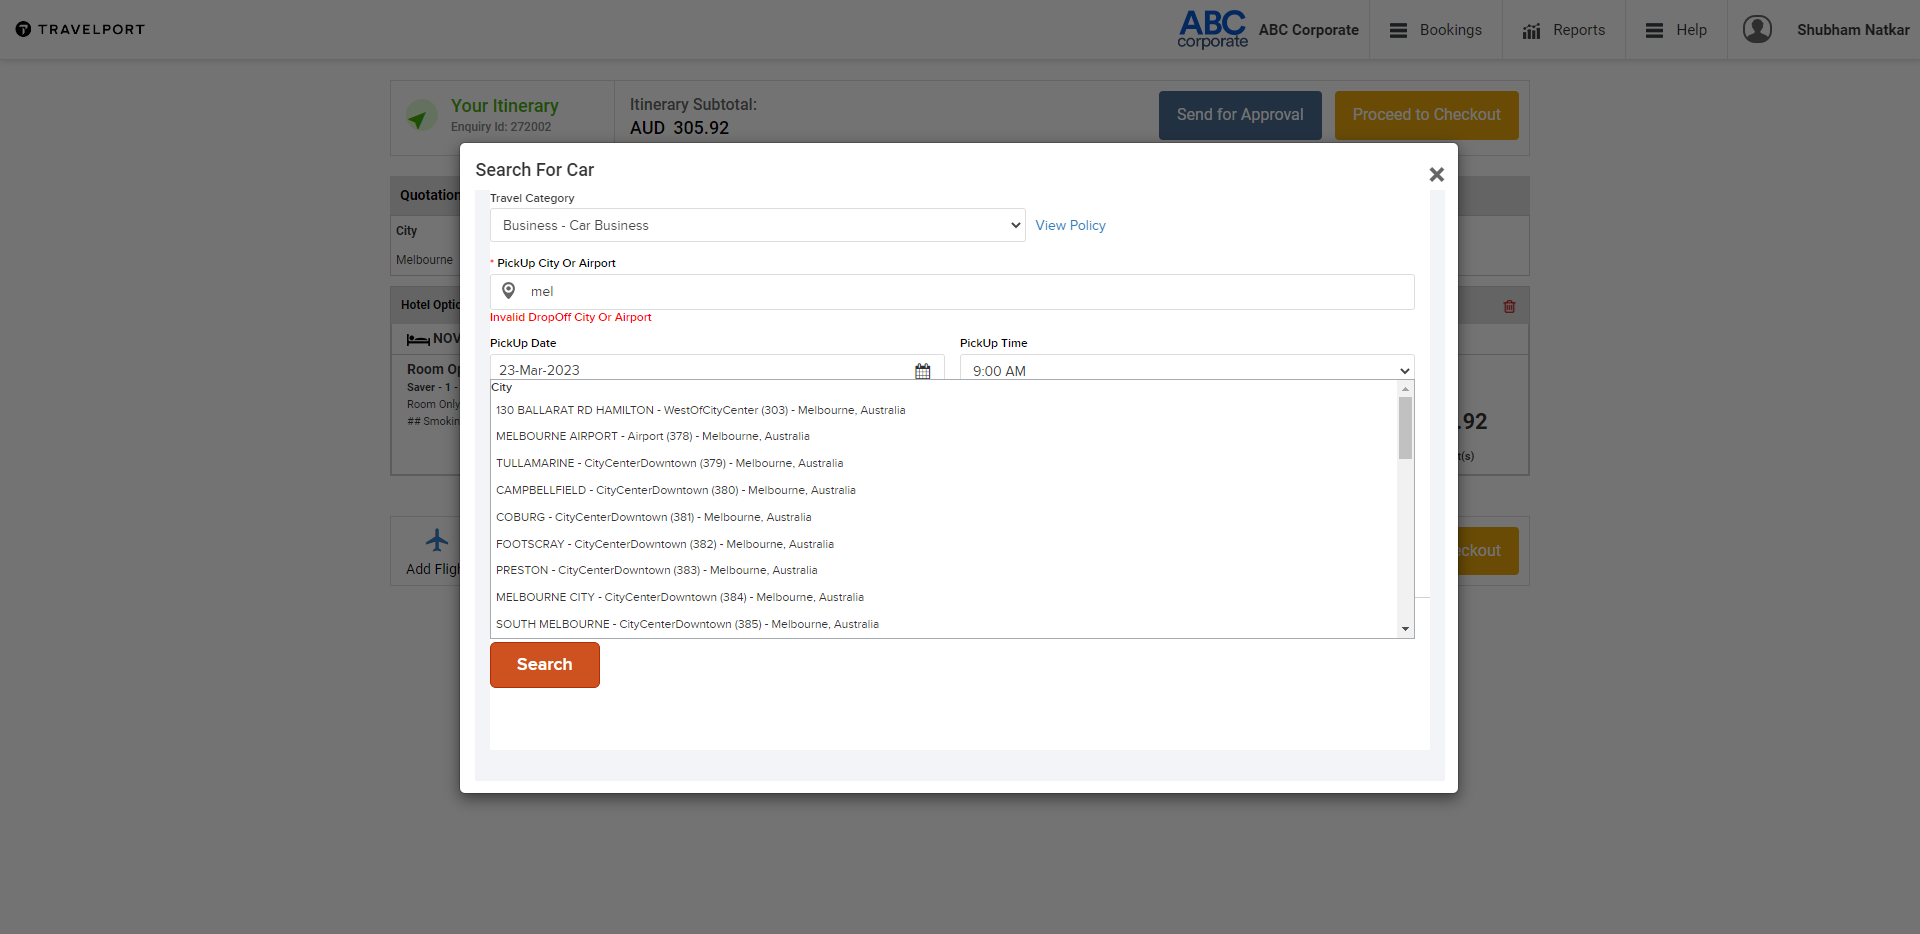 TRAVELPORT
ABC
corporate
ABC Corporate
Bookings
Reports
Help
Shubham Natkar
Your Itinerary
Enquiry Id: 272002
Itinerary Subtotal:
AUD 305.92
Send for Approval
Proceed to Checkout
Quotation
City
Melbourne
Hotel Optio
NOV
Room Op
Saver - 1 -
Room Only
## Smokin
.92
t(s)
Add Fligh
eckout
Search For Car
Travel Category
Business - Car Business
View Policy
* PickUp City Or Airport
mel
Invalid DropOff City Or Airport
PickUp Date
PickUp Time
23-Mar-2023
9:00 AM
City
130 BALLARAT RD HAMILTON - WestOfCityCenter (303) - Melbourne, Australia
MELBOURNE AIRPORT - Airport (378) - Melbourne, Australia
TULLAMARINE - CityCenterDowntown (379) - Melbourne, Australia
CAMPBELLFIELD - CityCenterDowntown (380) - Melbourne, Australia
COBURG - CityCenterDowntown (381) - Melbourne, Australia
FOOTSCRAY - CityCenterDowntown (382) - Melbourne, Australia
PRESTON - CityCenterDowntown (383) - Melbourne, Australia
MELBOURNE CITY - CityCenterDowntown (384) - Melbourne, Australia
SOUTH MELBOURNE - CityCenterDowntown (385) - Melbourne, Australia
Search